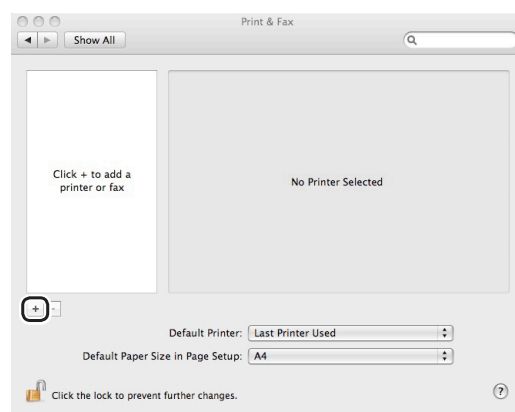 Print & Fax
Show All
Click + to add a
printer or fax
No Printer Selected
+ -
Default Printer: Last Printer Used
Default Paper Size in Page Setup: A4
Click the lock to prevent further changes.
?